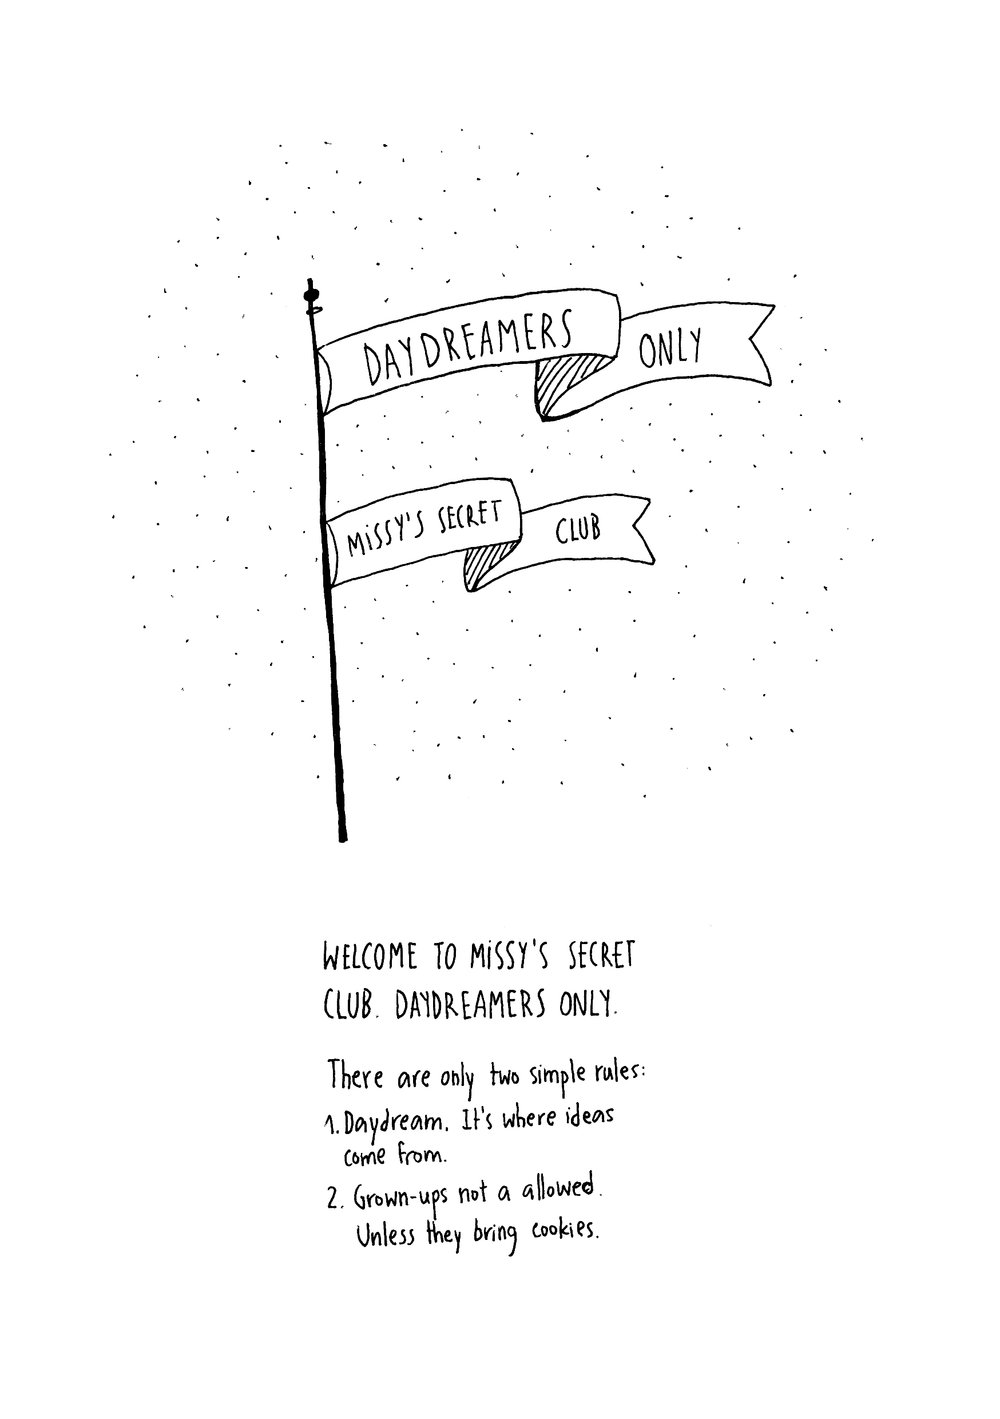 DAYDREAMERS ONLY
MiSSY'S SECRET CLUB
WELCOME TO MiSSY'S SECRET
CLUB. DAYDREAMERS ONLY.
There are only two simple rules:
1. Daydream. It's where ideas
come from.
2. Grown-ups not a allowed.
Unless they bring cookies.